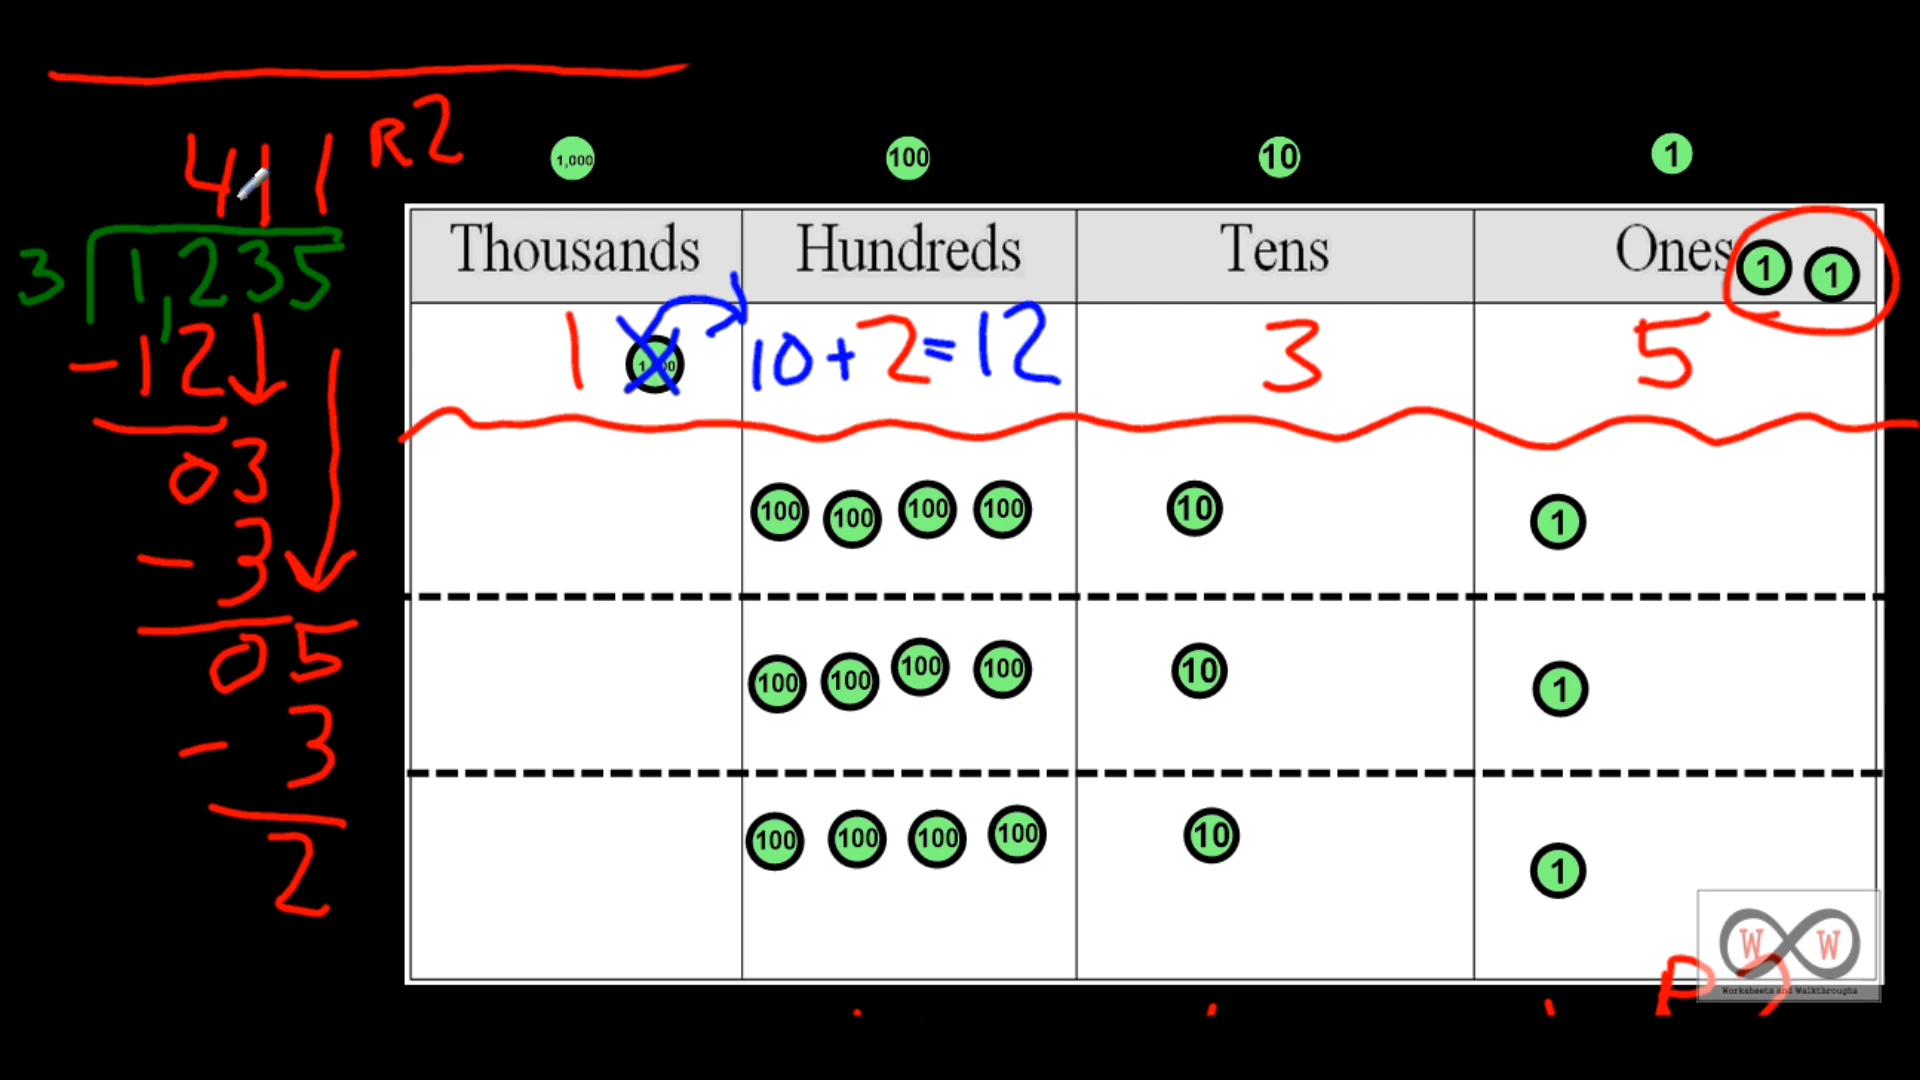 411 R2
1,000 100 10 1
3 1,235
Thousands Hundreds Tens Ones 1 1
1 10+2=12 3 5
-12
03
-3
05
-3
2
100 100 100 100 10 1
100 100 100 100 10 1
100 100 100 100 10 1
W W
Worksheets and Walkthroughs